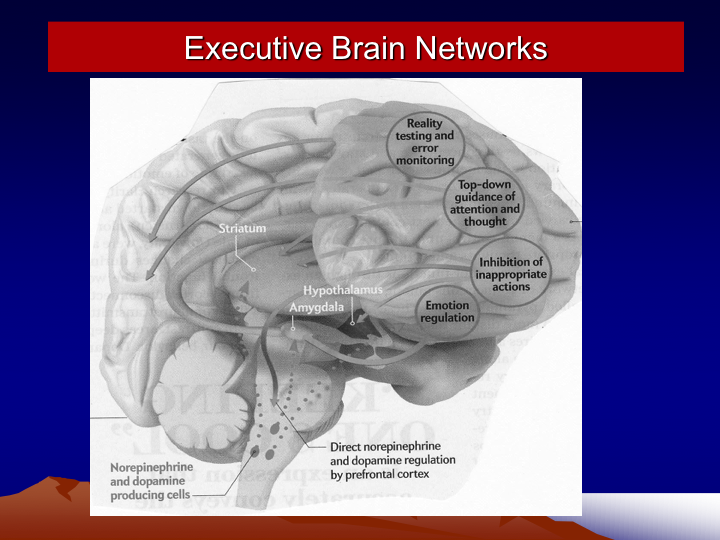 Executive Brain Networks
Reality
testing and
error
monitoring
Top-down
guidance of
attention and
thought
Striatum
Inhibition of
inappropriate
actions
Hypothalamus
Amygdala
Emotion
regulation
Direct norepinephrine
and dopamine regulation
by prefrontal cortex
Norepinephrine
and dopamine
producing cells